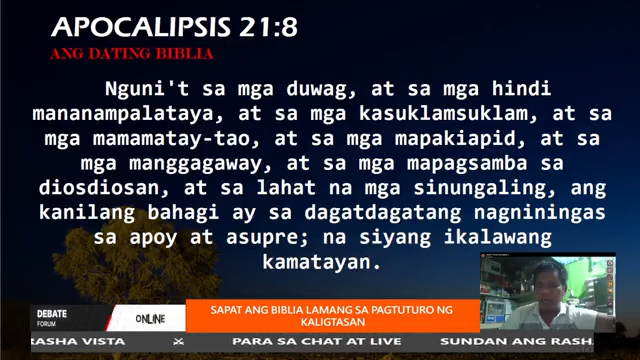 APOCALIPSIS 21:8
ANG DATING BIBLIA
Nguni't sa mga duwag, at sa mga hindi
mananampalataya, at sa mga kasuklamsuklam, at sa
mga mamamatay-tao, at sa mga mapakiapid, at sa
mga manggagaway, at sa mga mapagsamba sa
diosdiosan, at sa lahat na mga sinungaling, ang
kanilang bahagi ay sa dagatdagatang nagniningas
sa apoy at asupre; na siyang ikalawang
kamatayan.
DEBATE
FORUM
ONLINE
SAPAT ANG BIBLIA LAMANG SA PAGTUTURO NG
KALIGTASAN
RASHA VISTA PARA SA CHAT AT LIVE SUNDAN ANG RASHA